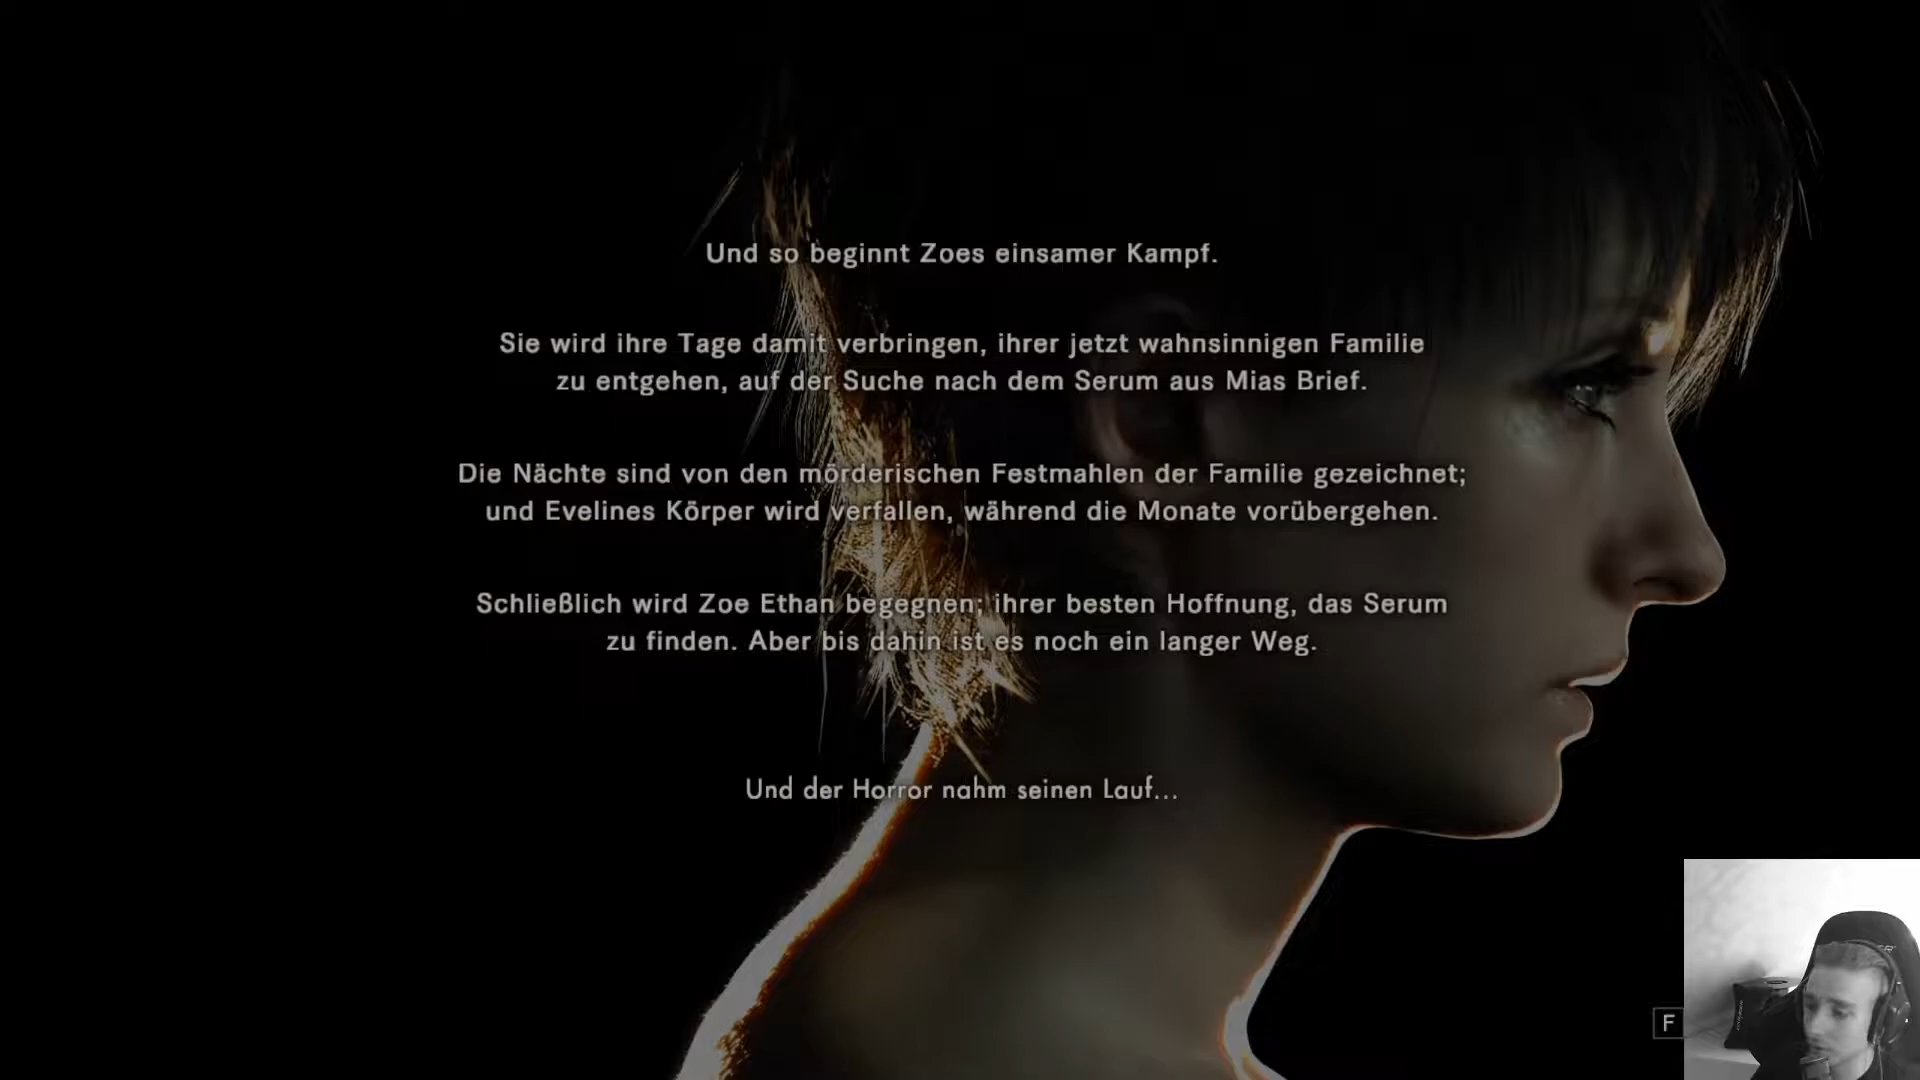 Und so beginnt Zoes einsamer Kampf.
Sie wird ihre Tage damit verbringen, ihrer jetzt wahnsinnigen Familie
zu entgehen, auf der Suche nach dem Serum aus Mias Brief.
Die Nächte sind von den mörderischen Festmahlen der Familie gezeichnet;
und Evelines Körper wird verfallen, während die Monate vorübergehen.
Schließlich wird Zoe Ethan begegnen; ihrer besten Hoffnung, das Serum
zu finden. Aber bis dahin ist es noch ein langer Weg.
Und der Horror nahm seinen Lauf...
F